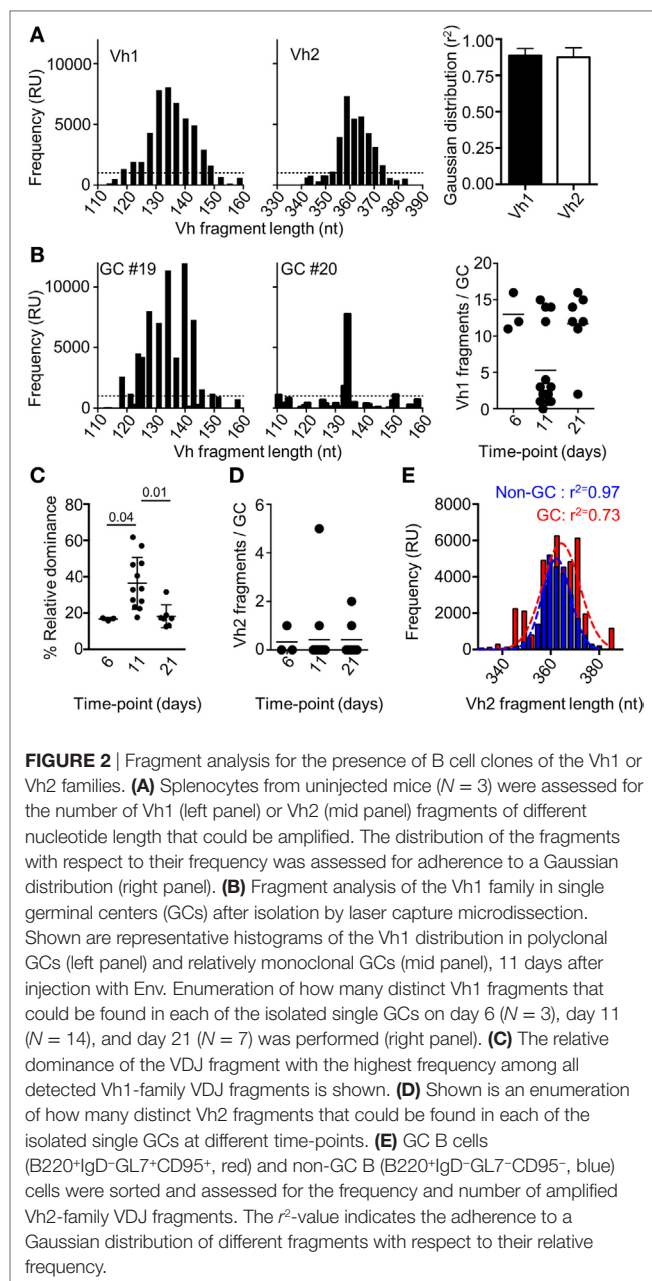 A
Vh1
Vh2
Frequency (RU)
10000
5000
0
110 120 130 140 150 160
330 340 350 360 370 380 390
Vh fragment length (nt)
Gaussian distribution (r²)
1.00
0.75
0.50
0.25
0.00
Vh1 Vh2
B
GC #19
GC #20
Frequency (RU)
10000
5000
0
110 120 130 140 150 160
110 120 130 140 150 160
Vh fragment length (nt)
Vh1 fragments / GC
20
15
10
5
0
6 11 21
Time-point (days)
C
% Relative dominance
80
60
40
20
0
0.04
0.01
6 11 21
Time-point (days)
D
Vh2 fragments / GC
6
4
2
0
6 11 21
Time-point (days)
E
Non-GC : r²⁼0.97
GC: r²⁼0.73
Frequency (RU)
8000
6000
4000
2000
0
340 360 380
Vh2 fragment length (nt)
FIGURE 2 | Fragment analysis for the presence of B cell clones of the Vh1 or
Vh2 families. (A) Splenocytes from uninjected mice (N = 3) were assessed for
the number of Vh1 (left panel) or Vh2 (mid panel) fragments of different
nucleotide length that could be amplified. The distribution of the fragments
with respect to their frequency was assessed for adherence to a Gaussian
distribution (right panel). (B) Fragment analysis of the Vh1 family in single
germinal centers (GCs) after isolation by laser capture microdissection.
Shown are representative histograms of the Vh1 distribution in polyclonal
GCs (left panel) and relatively monoclonal GCs (mid panel), 11 days after
injection with Env. Enumeration of how many distinct Vh1 fragments that
could be found in each of the isolated single GCs on day 6 (N = 3), day 11
(N = 14), and day 21 (N = 7) was performed (right panel). (C) The relative
dominance of the VDJ fragment with the highest frequency among all
detected Vh1-family VDJ fragments is shown. (D) Shown is an enumeration
of how many distinct Vh2 fragments that could be found in each of the
isolated single GCs at different time-points. (E) GC B cells
(B220⁺IgD⁻GL7⁺CD95⁺, red) and non-GC B (B220⁺IgD⁻GL7⁻CD95⁻, blue)
cells were sorted and assessed for the frequency and number of amplified
Vh2-family VDJ fragments. The r²-value indicates the adherence to a
Gaussian distribution of different fragments with respect to their relative
frequency.